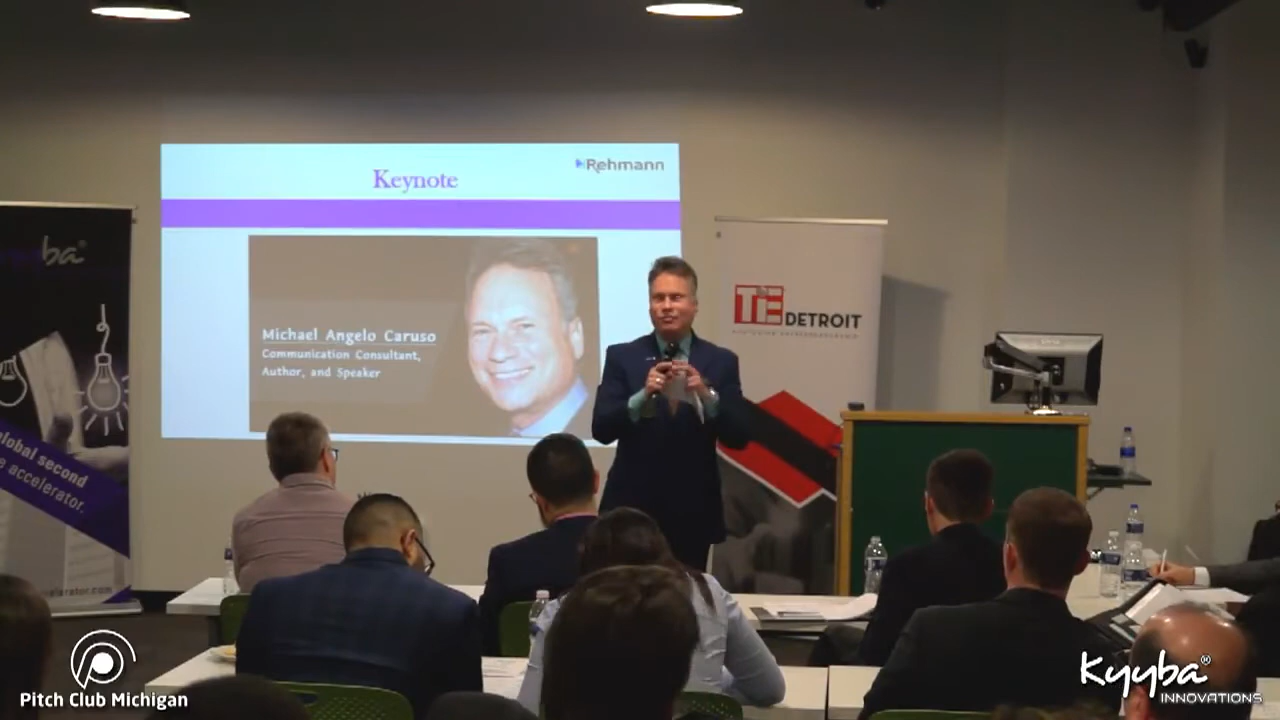 Rehmann
Keynote
Michael Angelo Caruso
Communication Consultant,
Author, and Speaker
ba®
global second
accelerator.
TiE DETROIT
Pitch Club Michigan
Kyyba®
INNOVATIONS